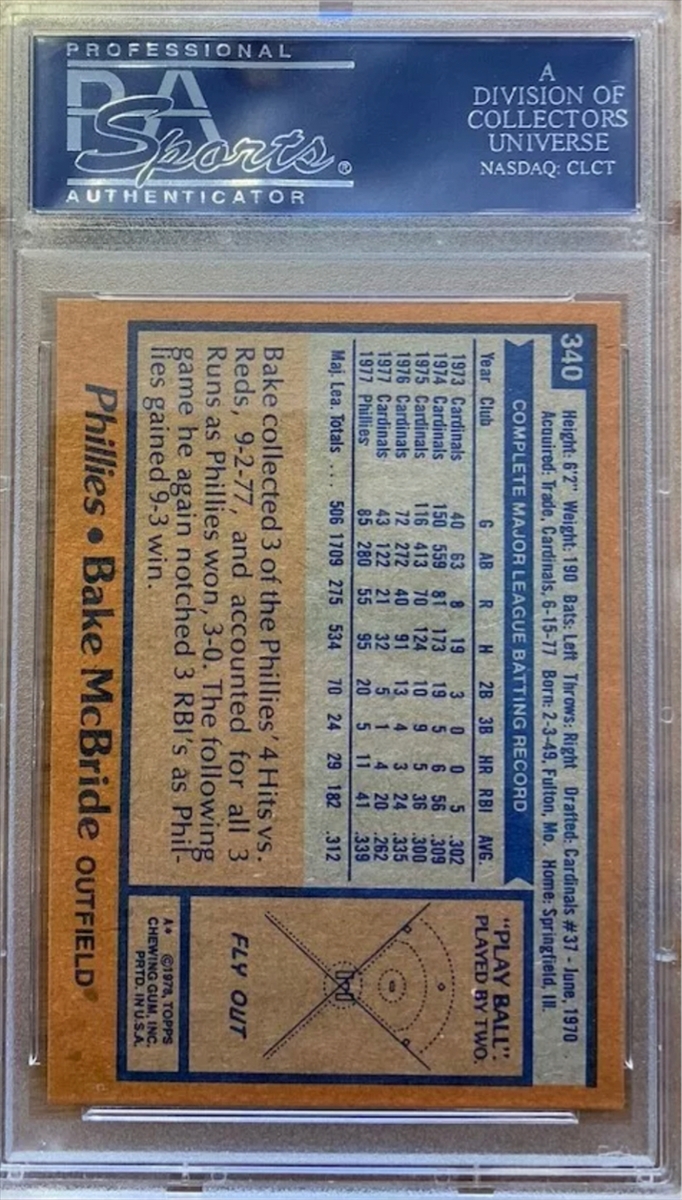 PROFESSIONAL
PSA
Sports®
AUTHENTICATOR
A
DIVISION OF
COLLECTORS
UNIVERSE
NASDAQ: CLCT
340
Height: 6'2" Weight: 190 Bats: Left Throws: Right Drafted: Cardinals #37 - June, 1970
Acquired: Trade, Cardinals, 6-15-77 Born: 2-3-49, Fulton, Mo. Home: Springfield, Ill.
COMPLETE MAJOR LEAGUE BATTING RECORD
Year Club G AB R H 2B 3B HR RBI AVG.
1973 Cardinals 40 63 8 19 3 0 0 5 .302
1974 Cardinals 150 559 81 173 19 5 6 56 .309
1975 Cardinals 116 413 70 124 10 9 5 36 .300
1976 Cardinals 72 272 40 91 13 4 3 24 .335
1977 Cardinals 43 122 21 32 5 1 4 20 .262
1977 Phillies 85 280 55 95 20 5 11 41 .339
Maj. Lea. Totals .... 506 1709 275 534 70 24 29 182 .312
Bake collected 3 of the Phillies' 4 Hits vs.
Reds, 9-2-77, and accounted for all 3
Runs as Phillies won, 3-0. The following
game he again notched 3 RBI's as Phil-
lies gained 9-3 win.
"PLAY BALL":
PLAYED BY TWO.
FLY OUT
A* ©1978, TOPPS
CHEWING GUM, INC.
PRTD. IN U.S.A.
Phillies • Bake McBride OUTFIELD